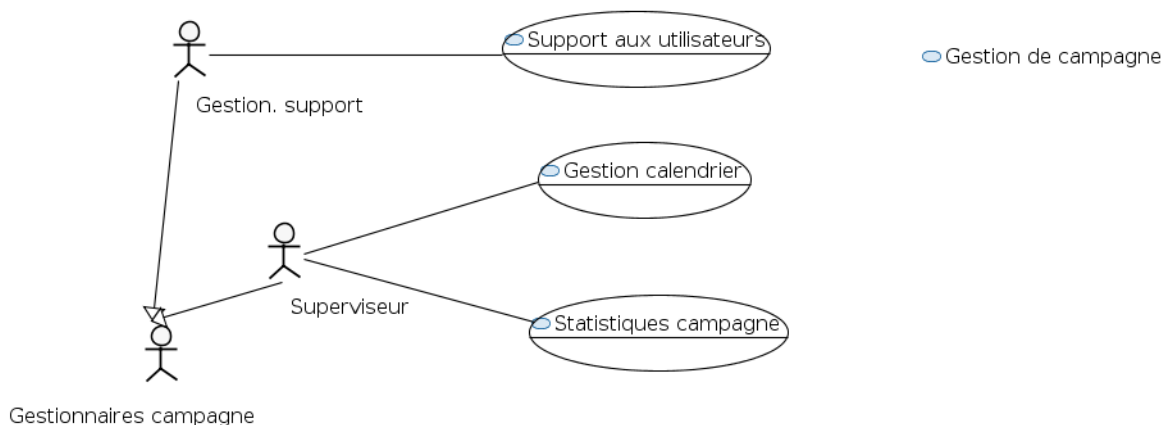 Support aux utilisateurs
Gestion de campagne
Gestion. support
Gestion calendrier
Superviseur
Statistiques campagne
Gestionnaires campagne